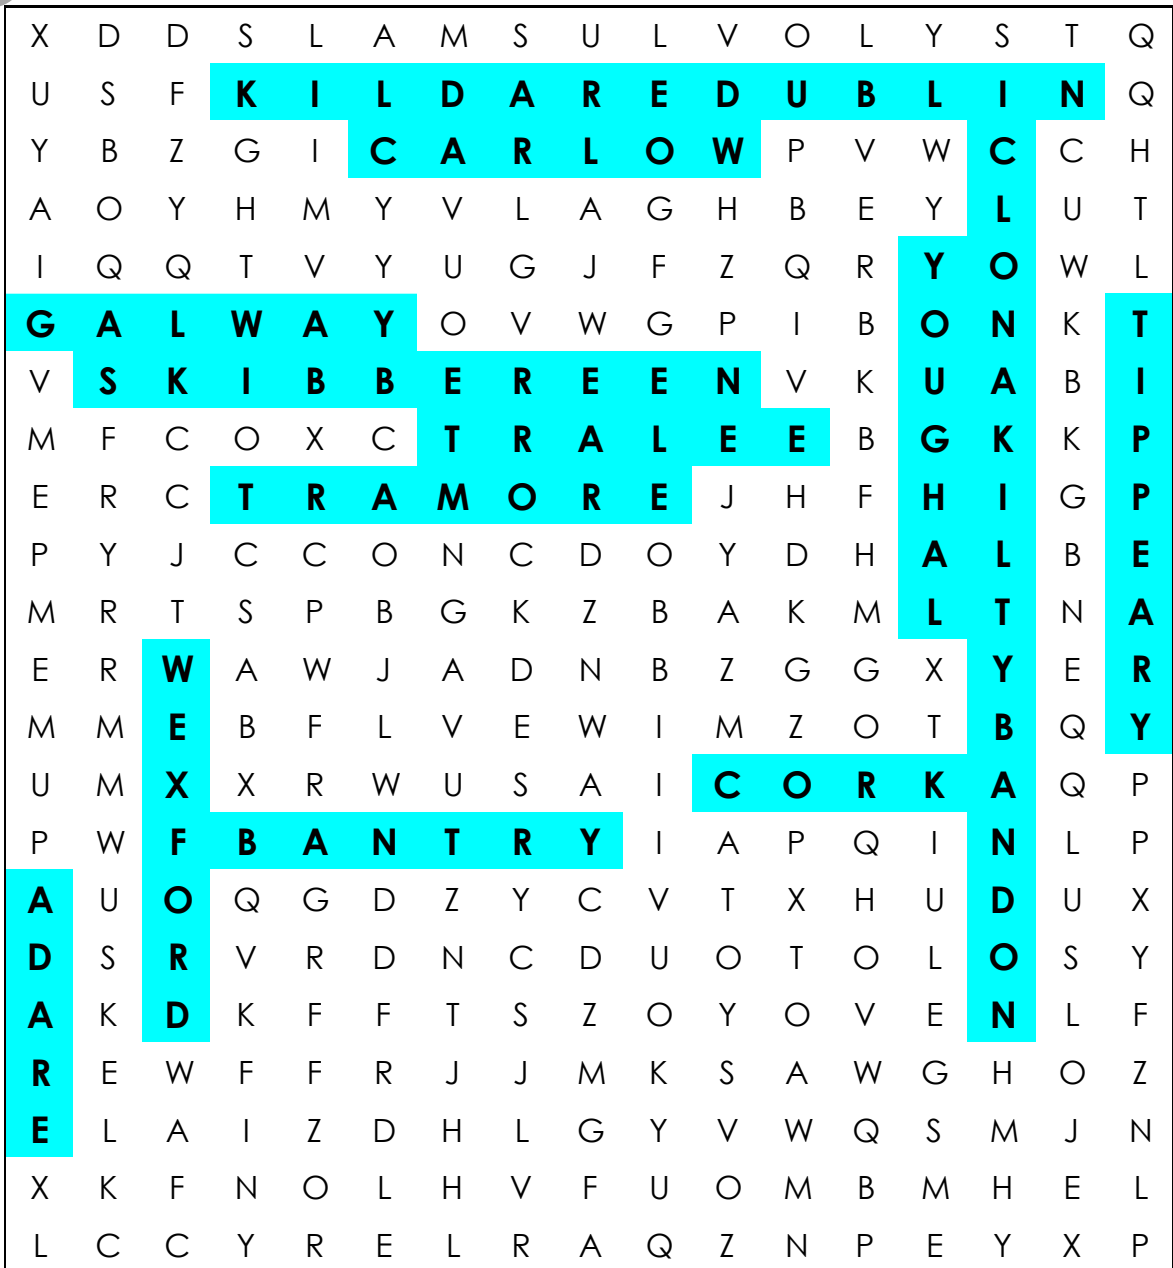 X D D S L A M S U L V O L Y S T Q
U S F K I L D A R E D U B L I N Q
Y B Z G I C A R L O W P V W C C H
A O Y H M Y V L A G H B E Y L U T
I Q Q T V Y U G J F Z Q R Y O W L
G A L W A Y O V W G P I B O N K T
V S K I B B E R E E N V K U A B I
M F C O X C T R A L E E B G K K P
E R C T R A M O R E J H F H I G P
P Y J C C O N C D O Y D H A L B E
M R T S P B G K Z B A K M L T N A
E R W A W J A D N B Z G G X Y E R
M M E B F L V E W I M Z O T B Q Y
U M X X R W U S A I C O R K A Q P
P W F B A N T R Y I A P Q I N L P
A U O Q G D Z Y C V T X H U D U X
D S R V R D N C D U O T O L O S Y
A K D K F F T S Z O Y O V E N L F
R E W F F R J J M K S A W G H O Z
E L A I Z D H L G Y V W Q S M J N
X K F N O L H V F U O M B M H E L
L C C Y R E L R A Q Z N P E Y X P